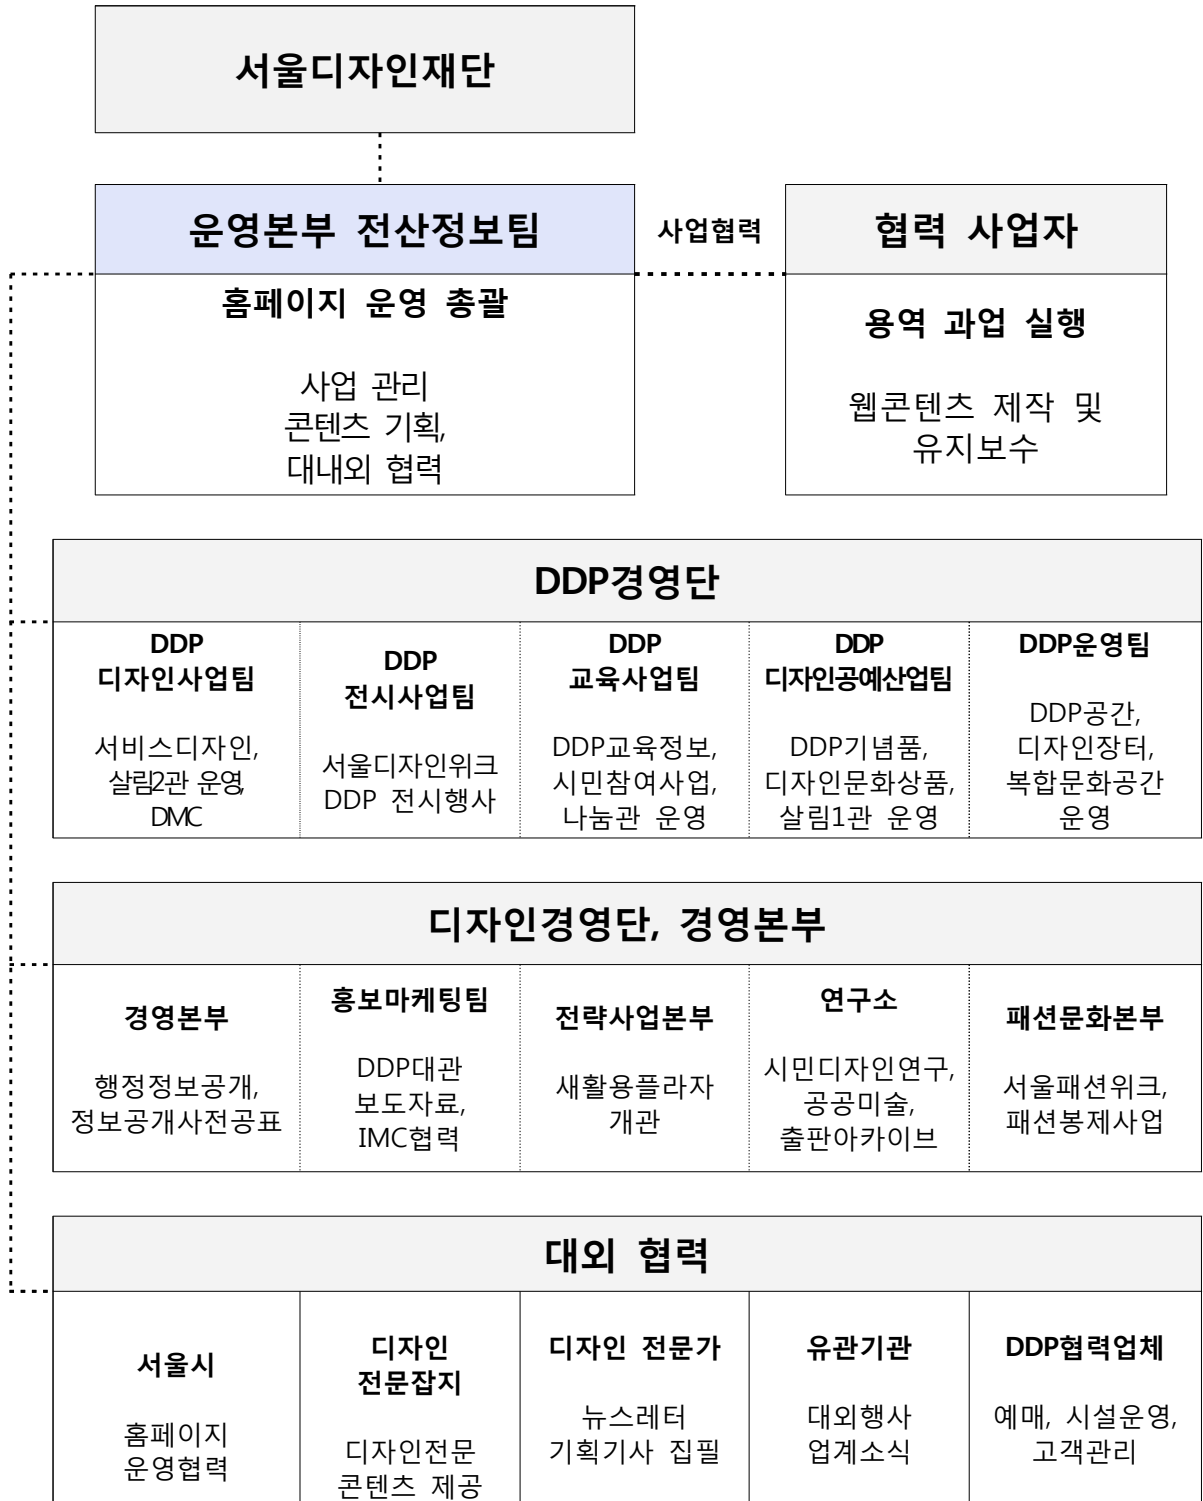 서울디자인재단
운영본부 전산정보팀
홈페이지 운영 총괄
사업 관리
콘텐츠 기획,
대내외 협력
사업협력
협력 사업자
용역 과업 실행
웹콘텐츠 제작 및
유지보수
DDP경영단
DDP
디자인사업팀
서비스디자인,
살림2관 운영,
DMC
DDP
전시사업팀
서울디자인위크
DDP 전시행사
DDP
교육사업팀
DDP교육정보,
시민참여사업,
나눔관 운영
DDP
디자인공예산업팀
DDP기념품,
디자인문화상품,
살림1관 운영
DDP운영팀
DDP공간,
디자인장터,
복합문화공간
운영
디자인경영단, 경영본부
경영본부
행정정보공개,
정보공개사전공표
홍보마케팅팀
DDP대관
보도자료,
IMC협력
전략사업본부
새활용플라자
개관
연구소
시민디자인연구,
공공미술,
출판아카이브
패션문화본부
서울패션위크,
패션봉제사업
대외 협력
서울시
홈페이지
운영협력
디자인
전문잡지
디자인전문
콘텐츠 제공
디자인 전문가
뉴스레터
기획기사 집필
유관기관
대외행사
업계소식
DDP협력업체
예매, 시설운영,
고객관리